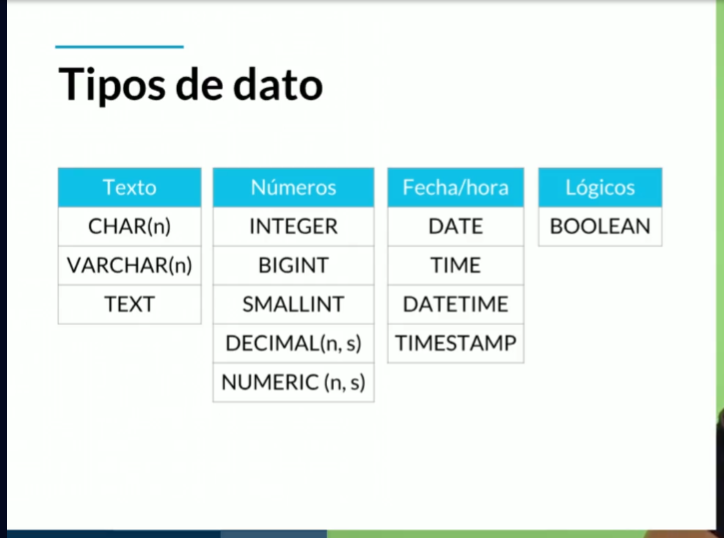 Tipos de dato
Texto
CHAR(n)
VARCHAR(n)
TEXT
Números
INTEGER
BIGINT
SMALLINT
DECIMAL(n, s)
NUMERIC (n, s)
Fecha/hora
DATE
TIME
DATETIME
TIMESTAMP
Lógicos
BOOLEAN